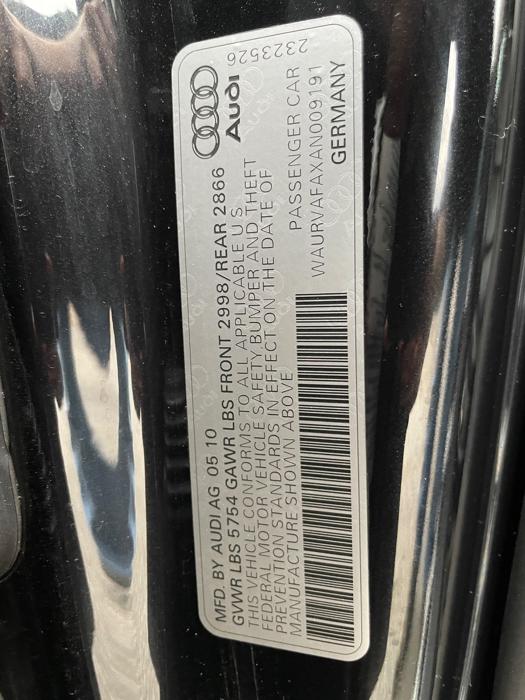 MFD. BY AUDI AG 05 10
GVWR LBS 5754 GAWR LBS FRONT 2998/REAR 2866
THIS VEHICLE CONFORMS TO ALL APPLICABLE U S
FEDERAL MOTOR VEHICLE SAFETY, BUMPER AND THEFT
PREVENTION STANDARDS IN EFFECT ON THE DATE OF
MANUFACTURE SHOWN ABOVE
PASSENGER CAR
WAURVAFAXAN009191
GERMANY
Audi
2323526